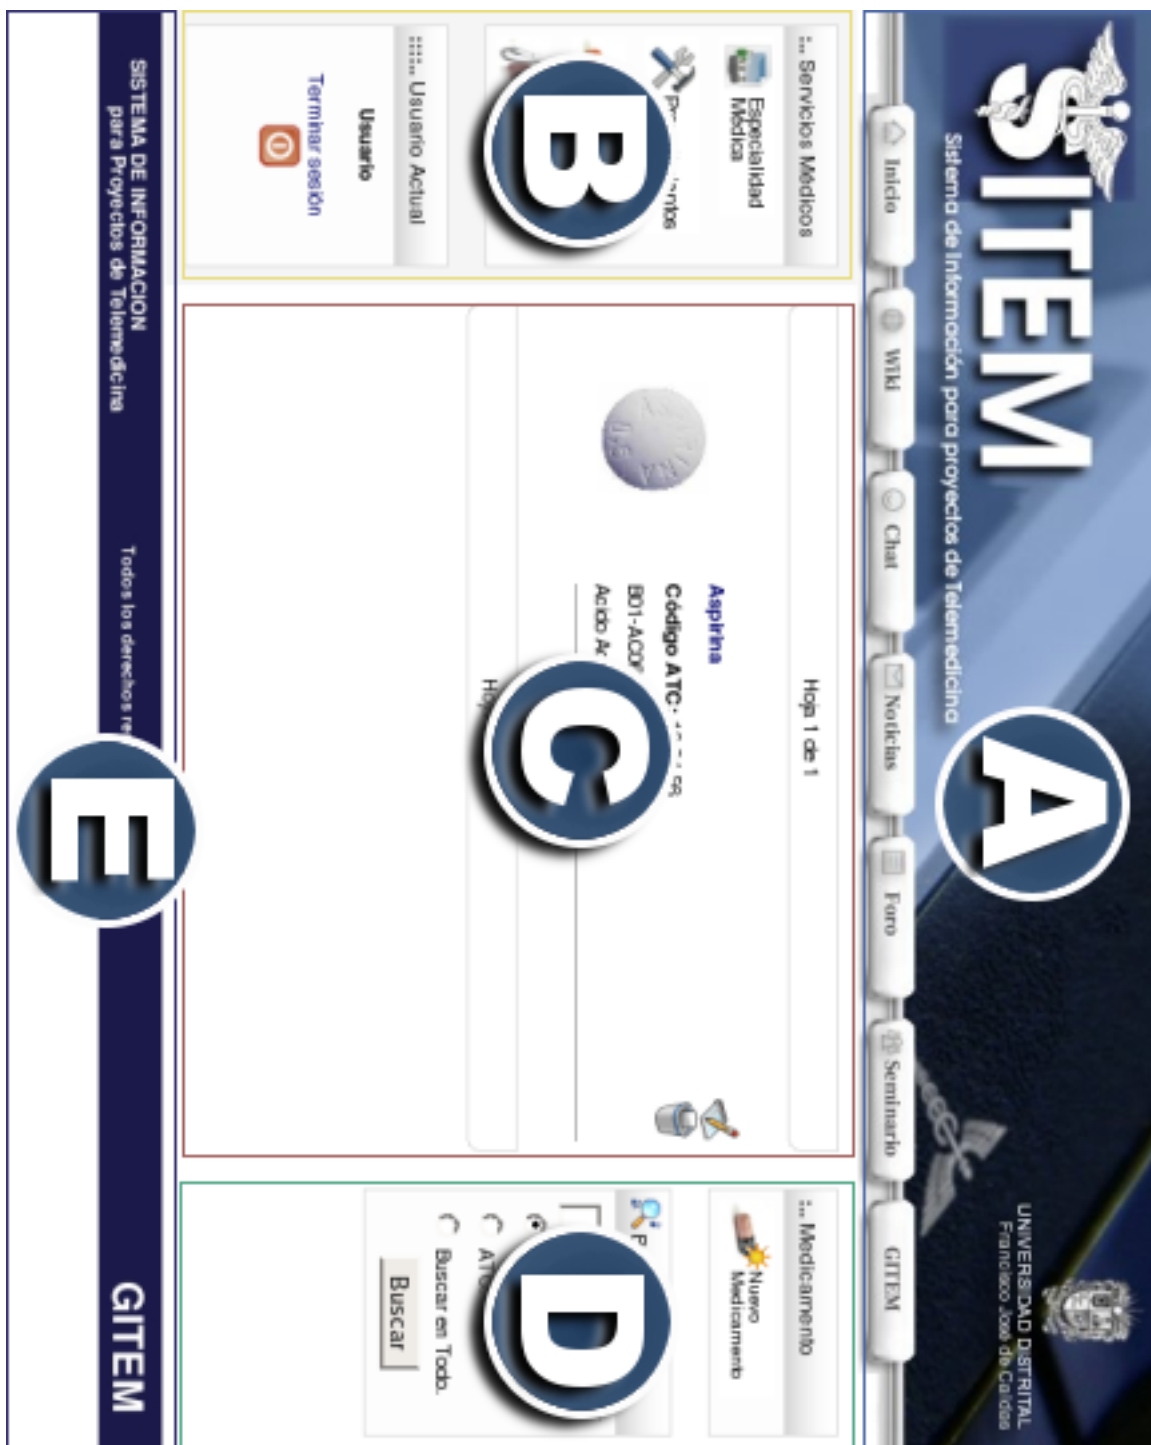 SITEM
Sistema de Información para proyectos de Telemedicina
UNIVERSIDAD DISTRITAL
Francisco José de Caldas
A
Inicio
Wiki
Chat
Noticias
Foro
Seminario
GITEM
:.. Servicios Médicos
Especialidad
Médica
B
::::.. Usuario Actual
Usuario
Terminar sesión
Hoja 1 de 1
Aspirina
Código ATC:
B01-AC0
Acido Ac
C
:.. Medicamento
Nuevo
Medicamento
P
ATC
D
Buscar en Todo.
Buscar
SISTEMA DE INFORMACION
para Proyectos de Telemedicina
Todos los derechos re
E
GITEM